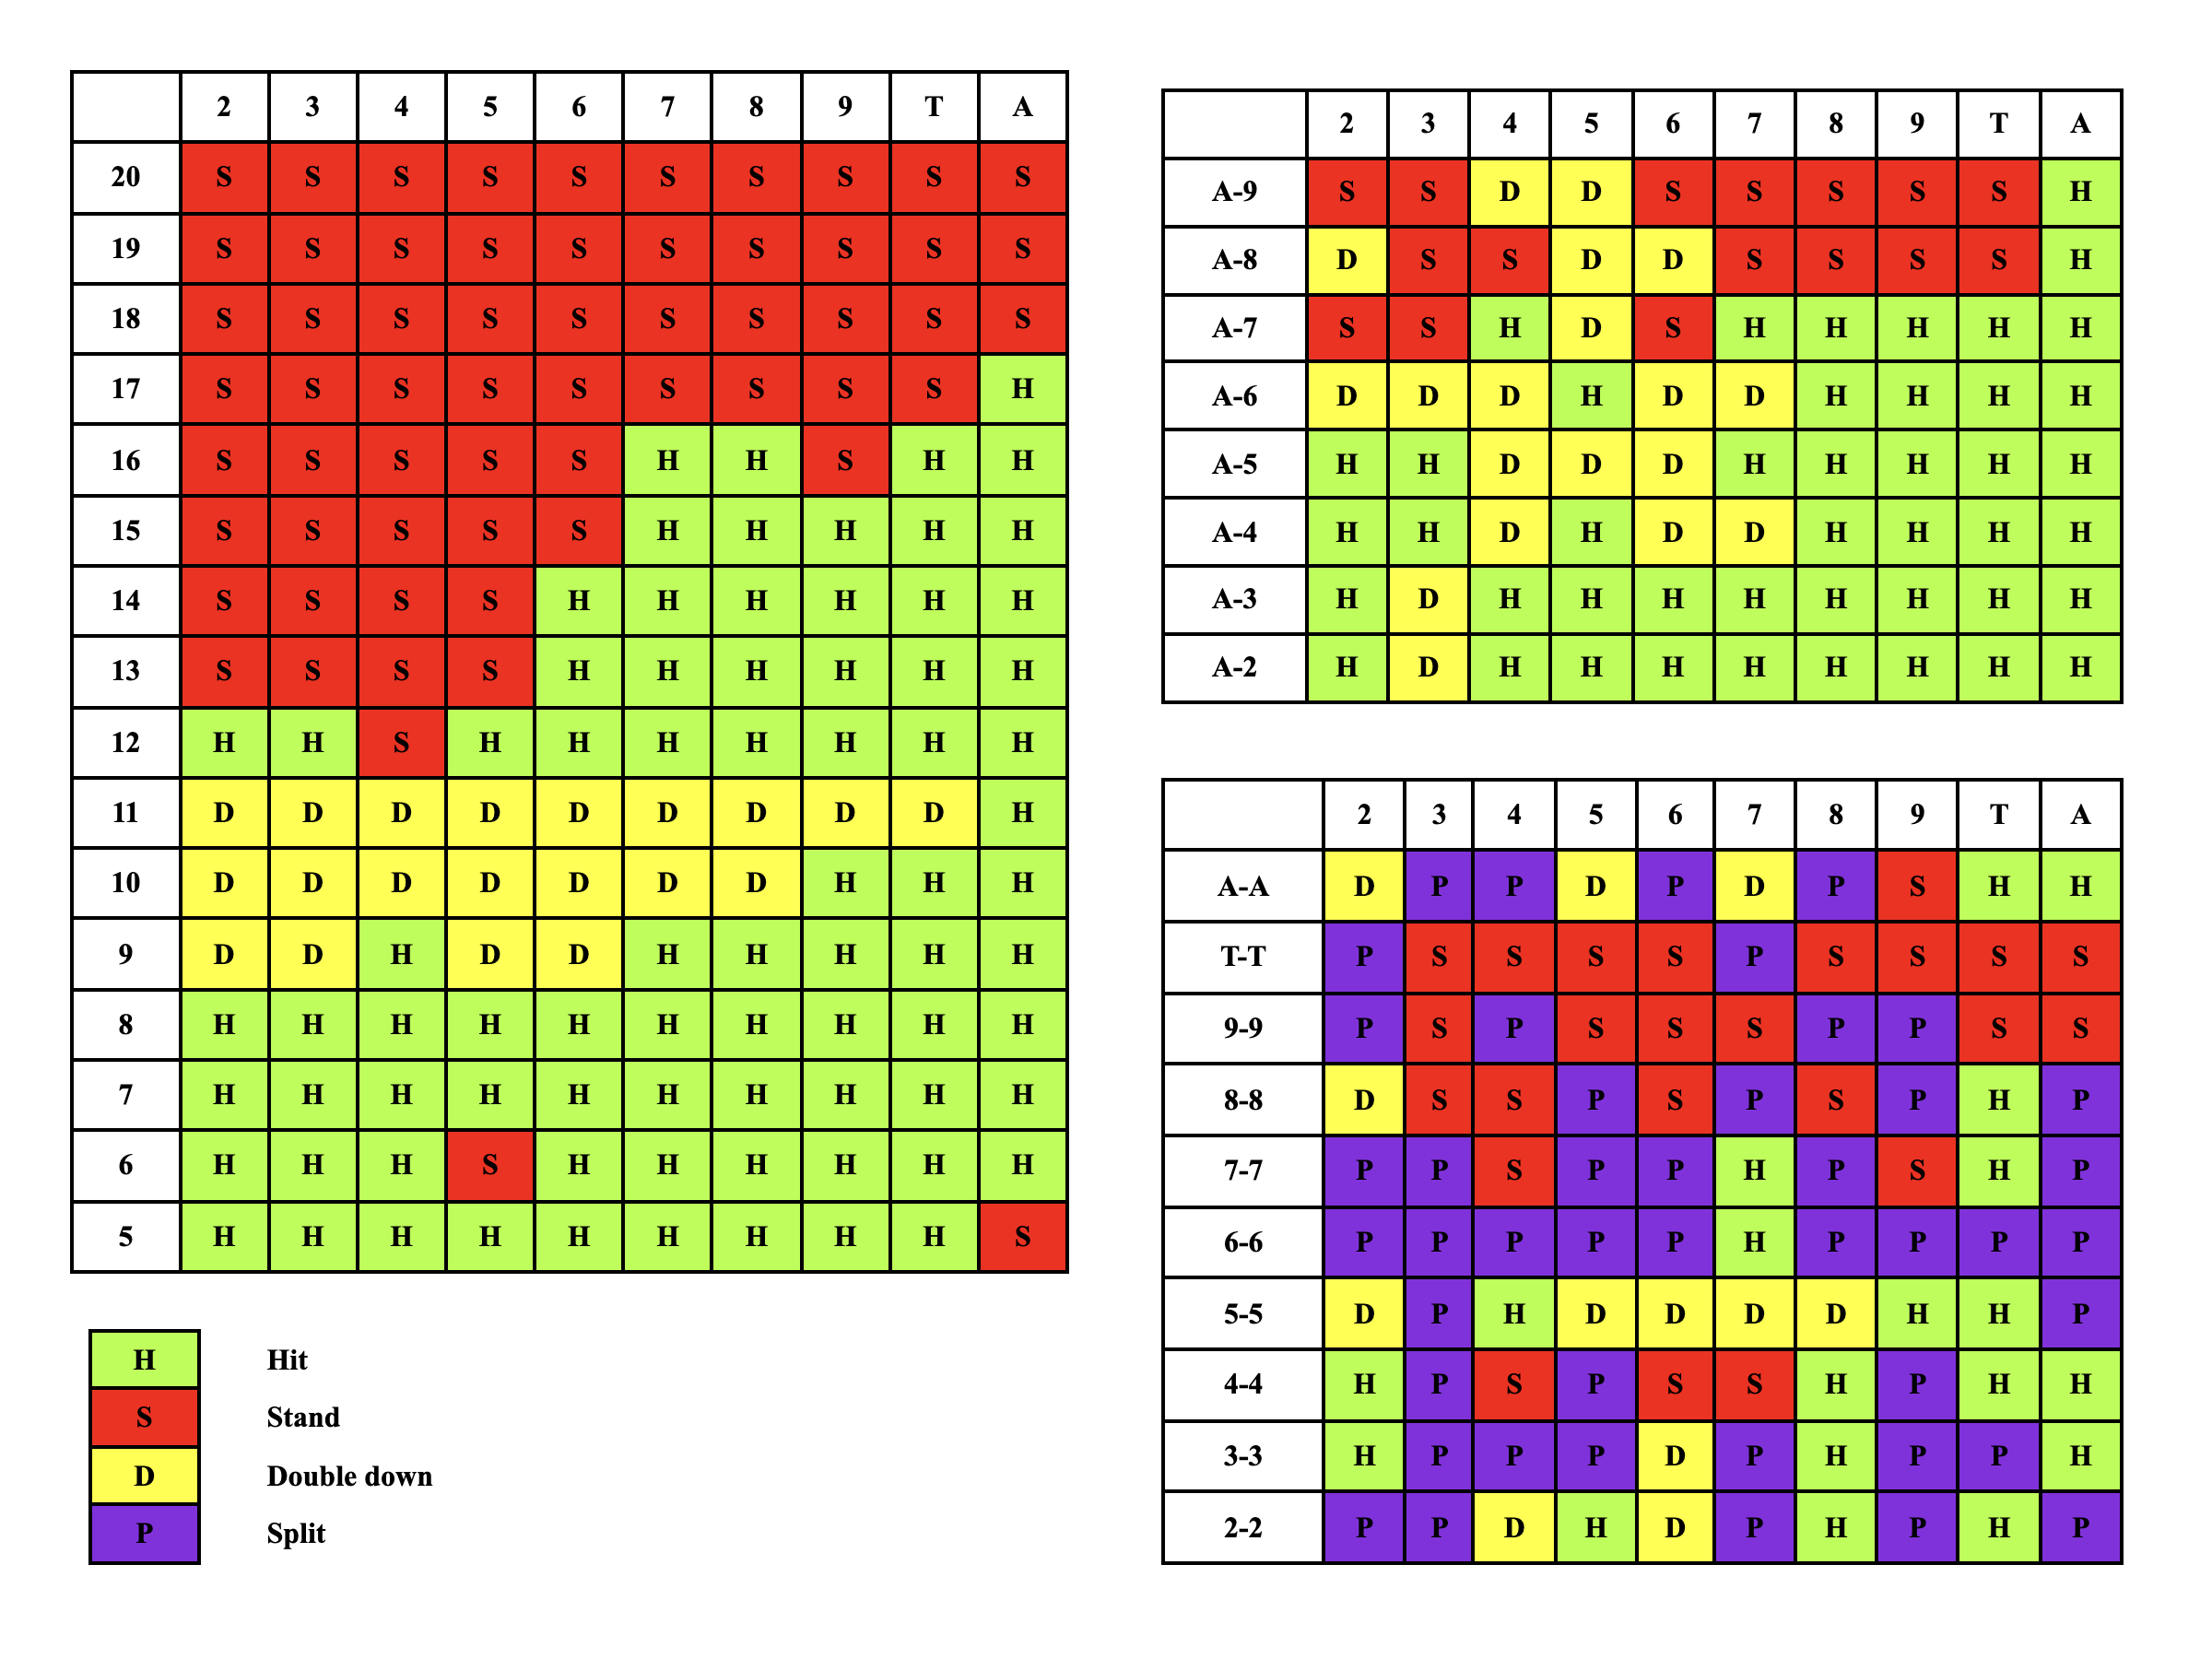 2 3 4 5 6 7 8 9 T A
20 S S S S S S S S S S
19 S S S S S S S S S S
18 S S S S S S S S S S
17 S S S S S S S S S H
16 S S S S S H H S H H
15 S S S S S H H H H H
14 S S S S H H H H H H
13 S S S S H H H H H H
12 H H S H H H H H H H
11 D D D D D D D D D H
10 D D D D D D D H H H
9 D D H D D H H H H H
8 H H H H H H H H H H
7 H H H H H H H H H H
6 H H H S H H H H H H
5 H H H H H H H H H S
H Hit
S Stand
D Double down
P Split
2 3 4 5 6 7 8 9 T A
A-9 S S D D S S S S S H
A-8 D S S D D S S S S H
A-7 S S H D S H H H H H
A-6 D D D H D D H H H H
A-5 H H D D D H H H H H
A-4 H H D H D D H H H H
A-3 H D H H H H H H H H
A-2 H D H H H H H H H H
2 3 4 5 6 7 8 9 T A
A-A D P P D P D P S H H
T-T P S S S S P S S S S
9-9 P S P S S S P P S S
8-8 D S S P S P S P H P
7-7 P P S P P H P S H P
6-6 P P P P P H P P P P
5-5 D P H D D D D H H P
4-4 H P S P S S H P H H
3-3 H P P P D P H P P H
2-2 P P D H D P H P H P